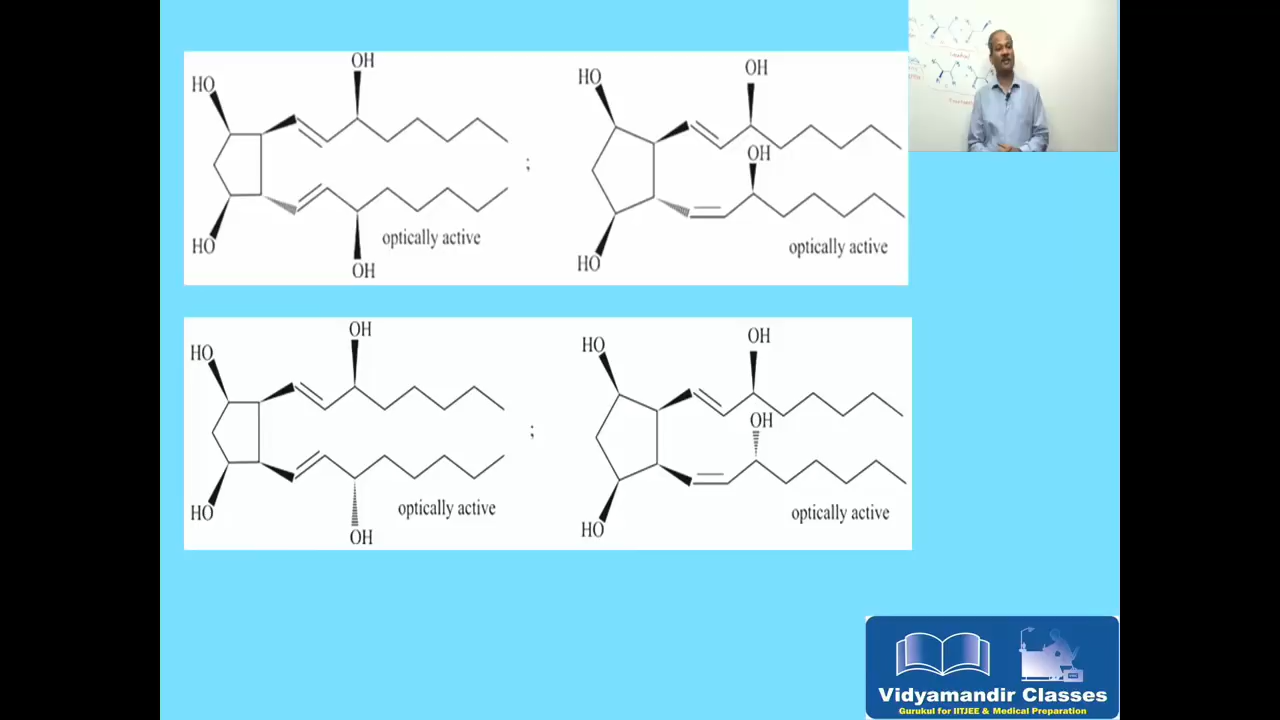 OH
HO
optically active
HO
OH
;
OH
HO
OH
optically active
HO
OH
HO
optically active
HO
OH
;
OH
HO
OH
optically active
HO
Vidyamandir Classes
Gurukul for IITJEE & Medical Preparation